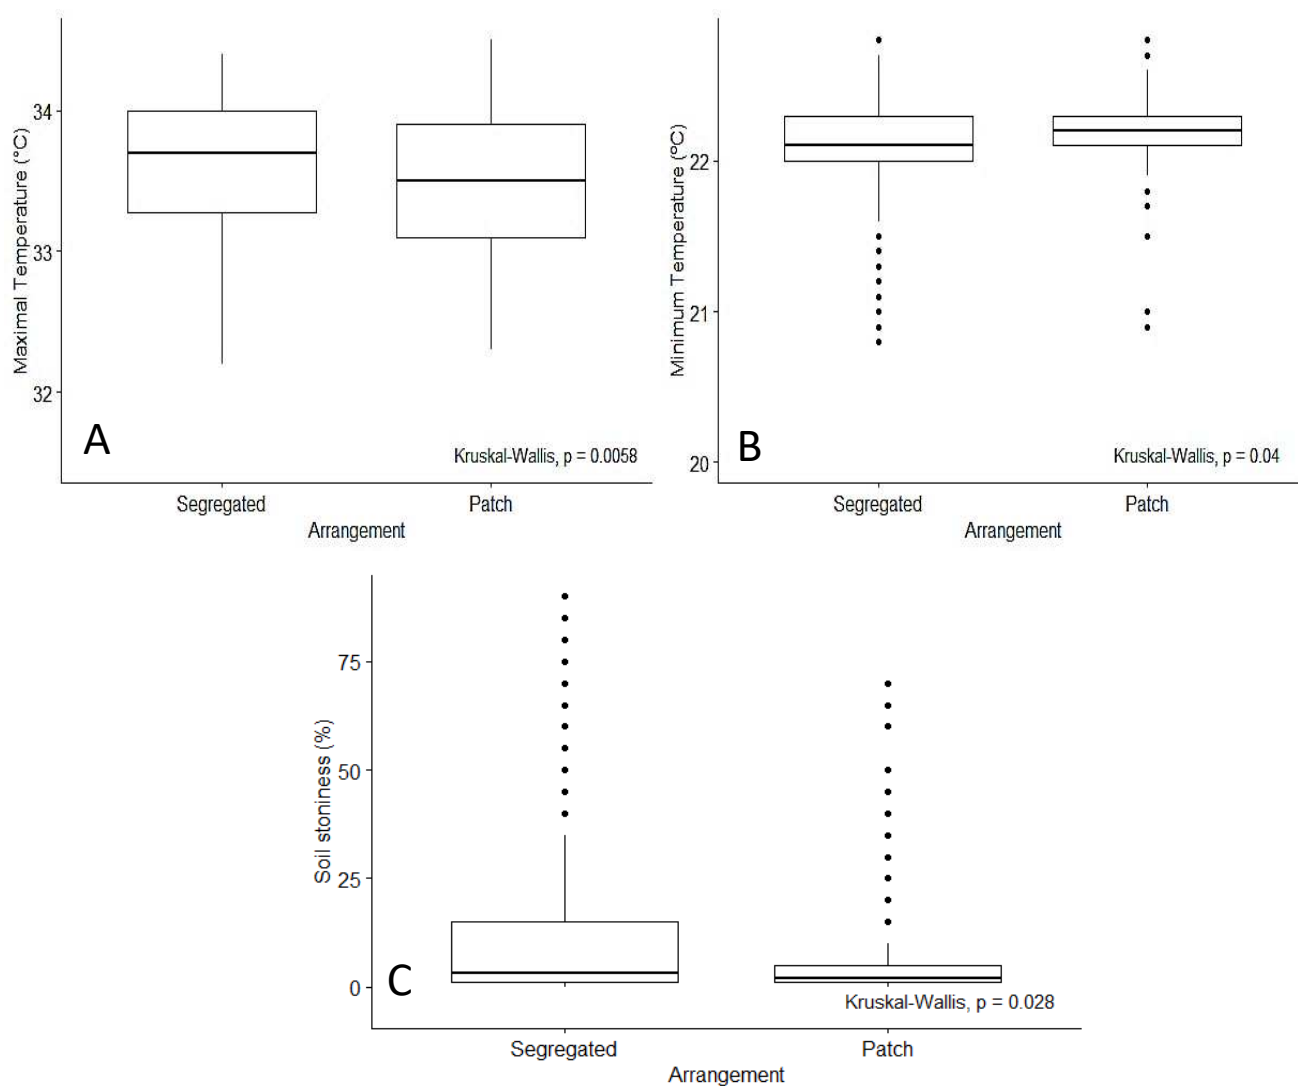 34
33
32
Maximal Temperature (°C)
A
Kruskal-Wallis, p = 0.0058
Segregated Patch
Arrangement
22
21
20
Minimum Temperature (°C)
B
Kruskal-Wallis, p = 0.04
Segregated Patch
Arrangement
75
50
25
0
Soil stoniness (%)
C
Kruskal-Wallis, p = 0.028
Segregated Patch
Arrangement